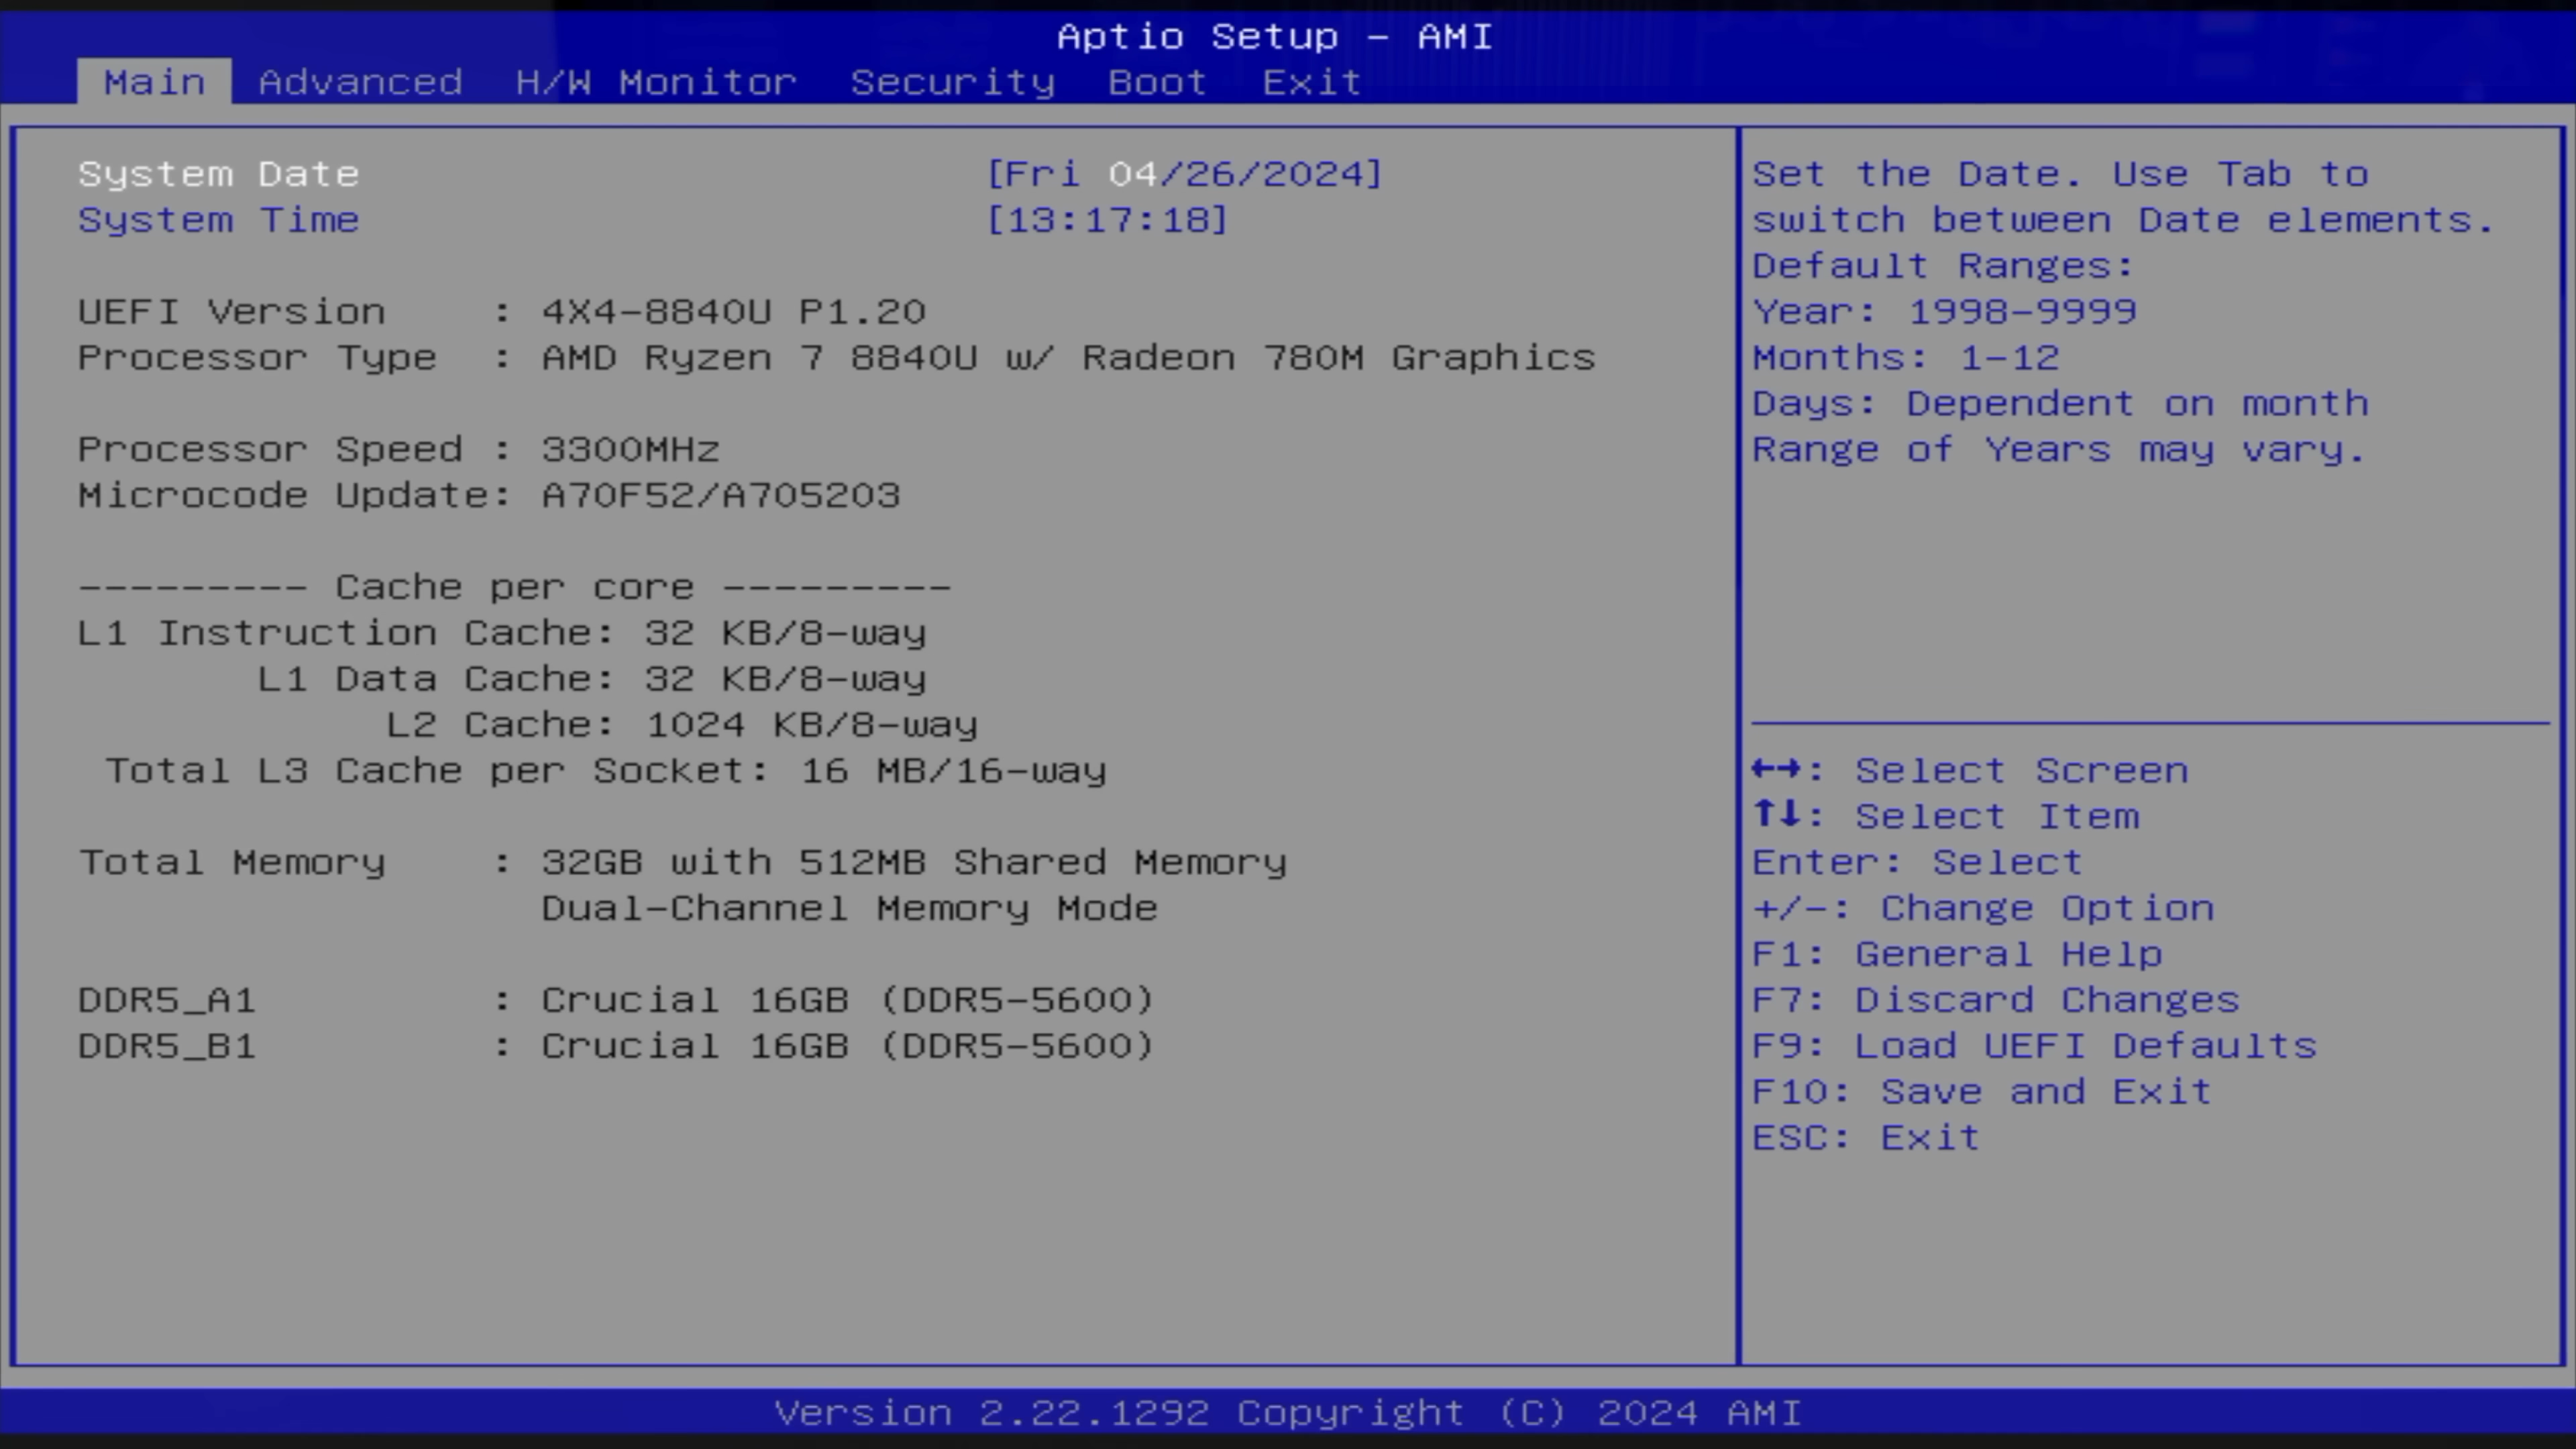 Aptio Setup - AMI
Main Advanced H/W Monitor Security Boot Exit
System Date [Fri 04/26/2024]
System Time [13:17:18]
UEFI Version : 4X4-8840U P1.20
Processor Type : AMD Ryzen 7 8840U w/ Radeon 780M Graphics
Processor Speed : 3300MHz
Microcode Update: A70F52/A705203
--------- Cache per core ---------
L1 Instruction Cache: 32 KB/8-way
L1 Data Cache: 32 KB/8-way
L2 Cache: 1024 KB/8-way
Total L3 Cache per Socket: 16 MB/16-way
Total Memory : 32GB with 512MB Shared Memory
Dual-Channel Memory Mode
DDR5_A1 : Crucial 16GB (DDR5-5600)
DDR5_B1 : Crucial 16GB (DDR5-5600)
Set the Date. Use Tab to
switch between Date elements.
Default Ranges:
Year: 1998-9999
Months: 1-12
Days: Dependent on month
Range of Years may vary.
←→: Select Screen
↑↓: Select Item
Enter: Select
+/-: Change Option
F1: General Help
F7: Discard Changes
F9: Load UEFI Defaults
F10: Save and Exit
ESC: Exit
Version 2.22.1292 Copyright (C) 2024 AMI